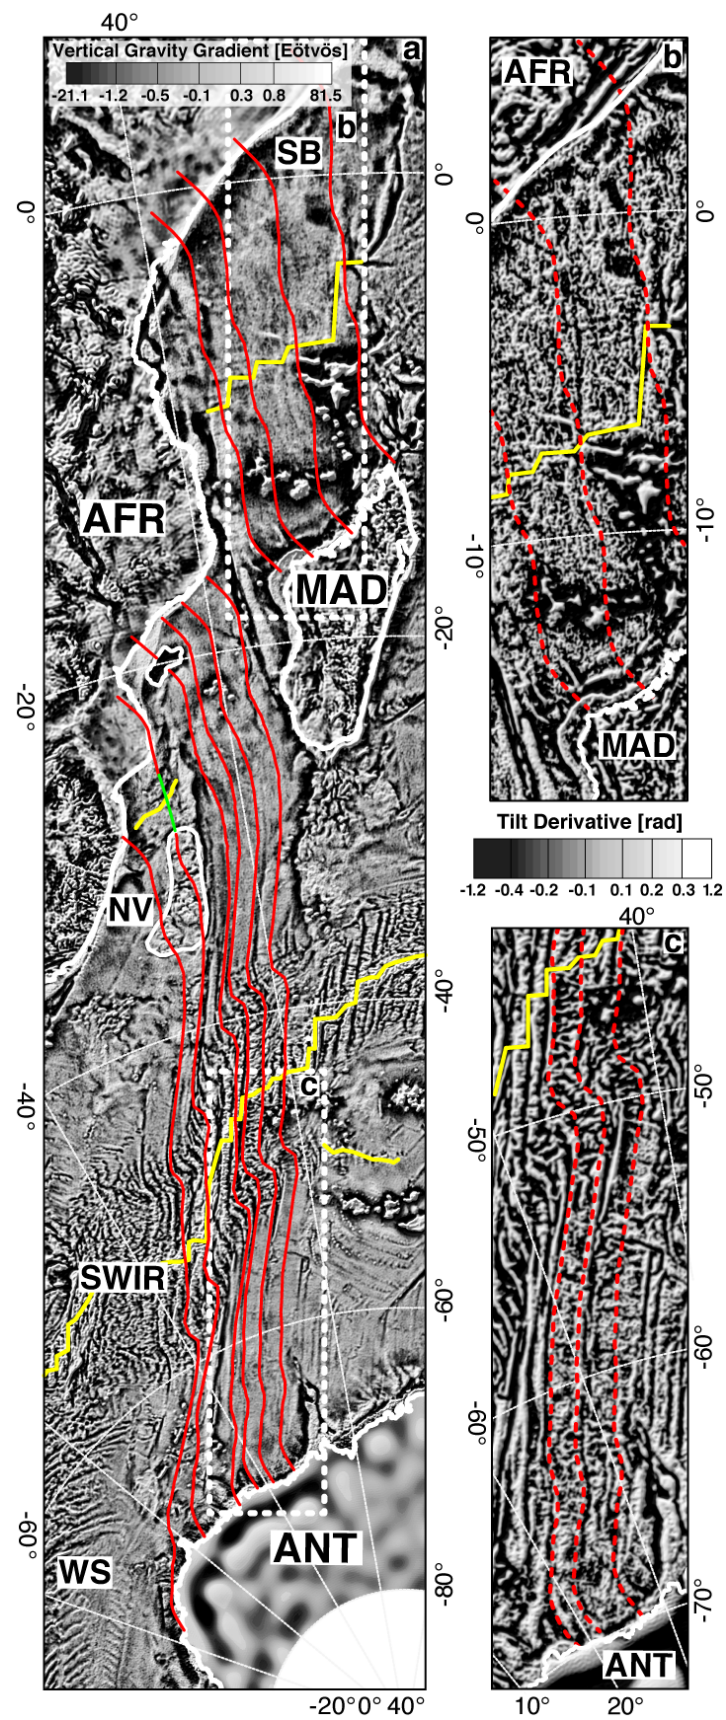 40°
Vertical Gravity Gradient [Eötvös]
a
-21.1 -1.2 -0.5 -0.1 0.3 0.8 81.5
b
SB
0°
0°
AFR
MAD
-20°
-20°
NV
-40°
-40°
c
SWIR
-60°
-60°
WS
ANT
-80°
-20° 0° 40°
b
AFR
0°
0°
-10°
-10°
MAD
Tilt Derivative [rad]
-1.2 -0.4 -0.2 -0.1 0.1 0.2 0.3 1.2
40°
c
-50°
-50°
-60°
-60°
-70°
ANT
10° 20°